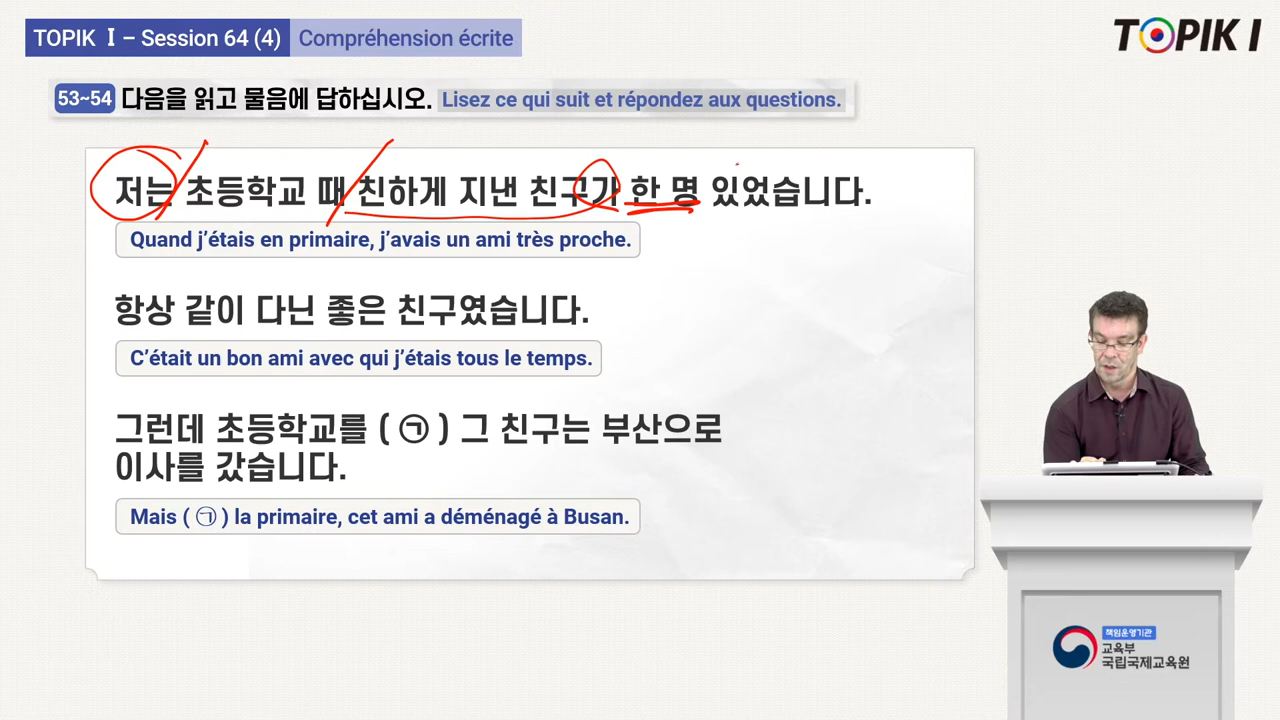 TOPIK I – Session 64 (4) Compréhension écrite
TOPIK I
53~54 다음을 읽고 물음에 답하십시오. Lisez ce qui suit et répondez aux questions.
저는 초등학교 때 친하게 지낸 친구가 한 명 있었습니다.
Quand j’étais en primaire, j’avais un ami très proche.
항상 같이 다닌 좋은 친구였습니다.
C’était un bon ami avec qui j’étais tous le temps.
그런데 초등학교를 ( ㉠ ) 그 친구는 부산으로
이사를 갔습니다.
Mais ( ㉠ ) la primaire, cet ami a déménagé à Busan.
책임운영기관
교육부
국립국제교육원